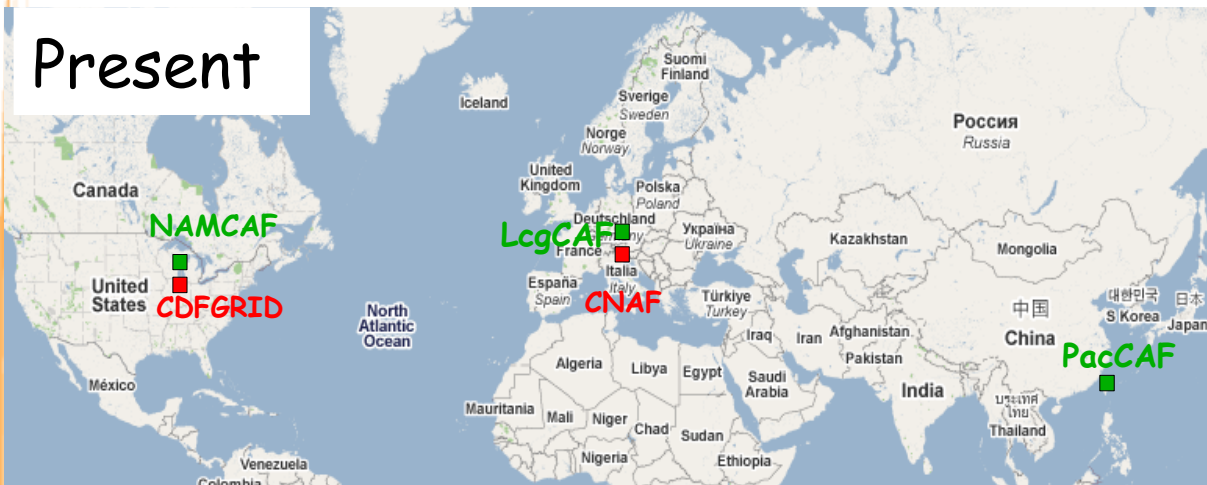 Present
Iceland
Suomi
Finland
Sverige
Sweden
Norge
Norway
Россия
Russia
United
Kingdom
Canada
Polska
Poland
NAMCAF
Deutschland
Germany
LcgCAF
Україна
Ukraine
Kazakhstan
Mongolia
France
Italia
Italy
United
States
CDFGRID
España
Spain
CNAF
Türkiye
Turkey
North
Atlantic
Ocean
中国
China
대한민국
S Korea
日本
Japan
Iraq
Iran
Afghanistan
Pakistan
PacCAF
México
Algeria
Libya
Egypt
Saudi
Arabia
India
ประเทศ
ไทย
Thailand
Mauritania
Mali
Niger
Chad
Sudan
Nigeria
Ethiopia
Venezuela
Colombia